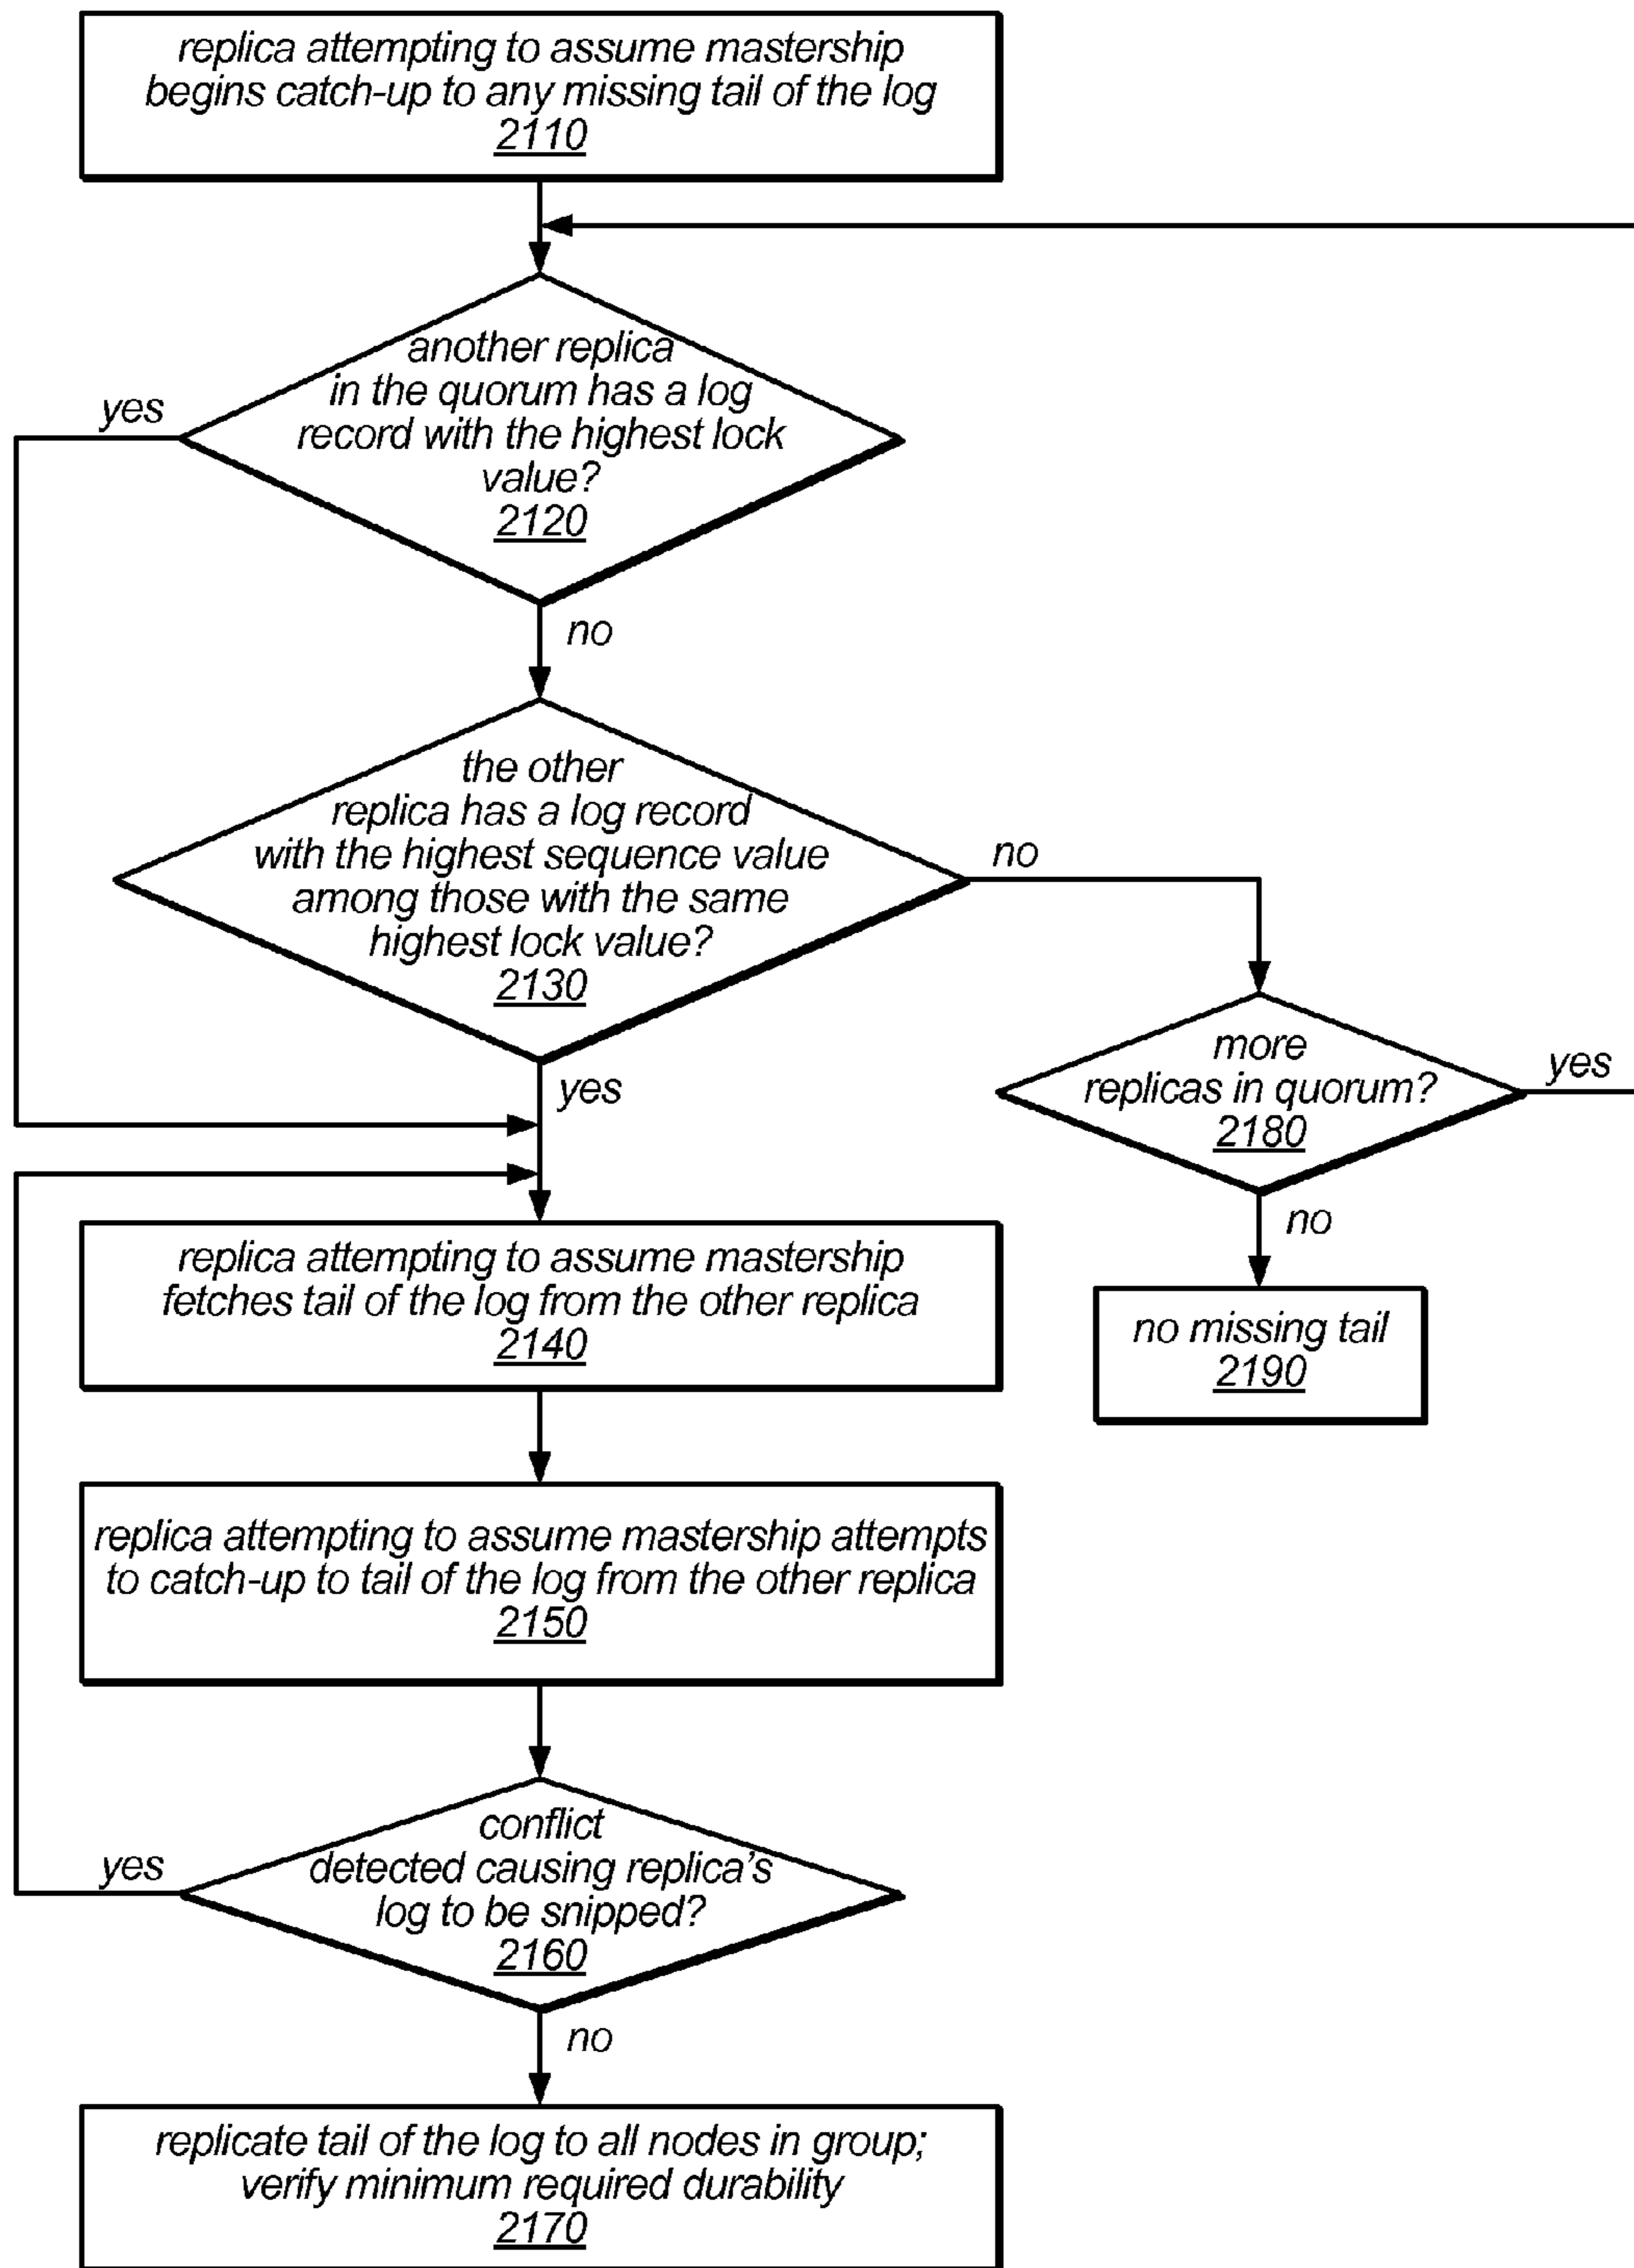 replica attempting to assume mastership
begins catch-up to any missing tail of the log
2110
another replica
in the quorum has a log
record with the highest lock
value?
2120
yes
no
the other
replica has a log record
with the highest sequence value
among those with the same
highest lock value?
2130
no
yes
more
replicas in quorum?
2180
yes
no
no missing tail
2190
replica attempting to assume mastership
fetches tail of the log from the other replica
2140
replica attempting to assume mastership attempts
to catch-up to tail of the log from the other replica
2150
conflict
detected causing replica's
log to be snipped?
2160
yes
no
replicate tail of the log to all nodes in group;
verify minimum required durability
2170